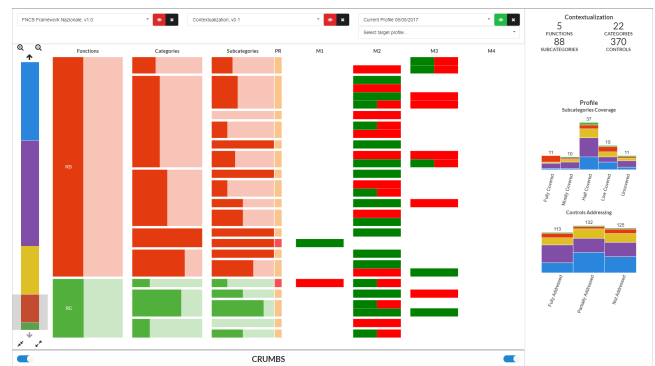 FNCS Framework Nazionale, v1.0
Contextualization, v0.1
Current Profile 08/05/2017
Select target profile...
Functions
Categories
Subcategories
PR
M1
M2
M3
M4
RS
RC
CRUMBS
Contextualization
5
FUNCTIONS
22
CATEGORIES
88
SUBCATEGORIES
370
CONTROLS
Profile
Subcategories Coverage
11
10
37
19
11
Fully Covered
Mostly Covered
Half Covered
Low Covered
Uncovered
Controls Addressing
113
132
125
Fully Addressed
Partially Addressed
Not Addressed